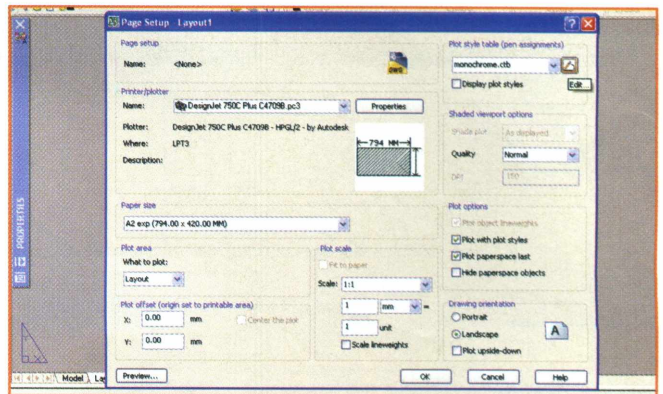 Page Setup - Layout1
Page setup
Name: <None>
DWG
Plot style table (pen assignments)
monochrome.ctb
Display plot styles
Edit...
Printer/plotter
Name: DesignJet 750C Plus C4709B.pc3
Properties
Plotter: DesignJet 750C Plus C4709B - HPGL/2 - by Autodesk
Where: LPT3
Description:
794 MM
Shaded viewport options
Shade plot As displayed
Quality Normal
DPI 150
Paper size
A2 exp (794.00 x 420.00 MM)
Plot options
Plot object lineweights
Plot with plot styles
Plot paperspace last
Hide paperspace objects
Plot area
What to plot:
Layout
Plot scale
Fit to paper
Scale: 1:1
1 mm =
1 unit
Scale lineweights
Plot offset (origin set to printable area)
X: 0.00 mm Center the plot
Y: 0.00 mm
Drawing orientation
Portrait
Landscape
Plot upside-down
A
Preview...
OK
Cancel
Help
PROPERTIES
Model